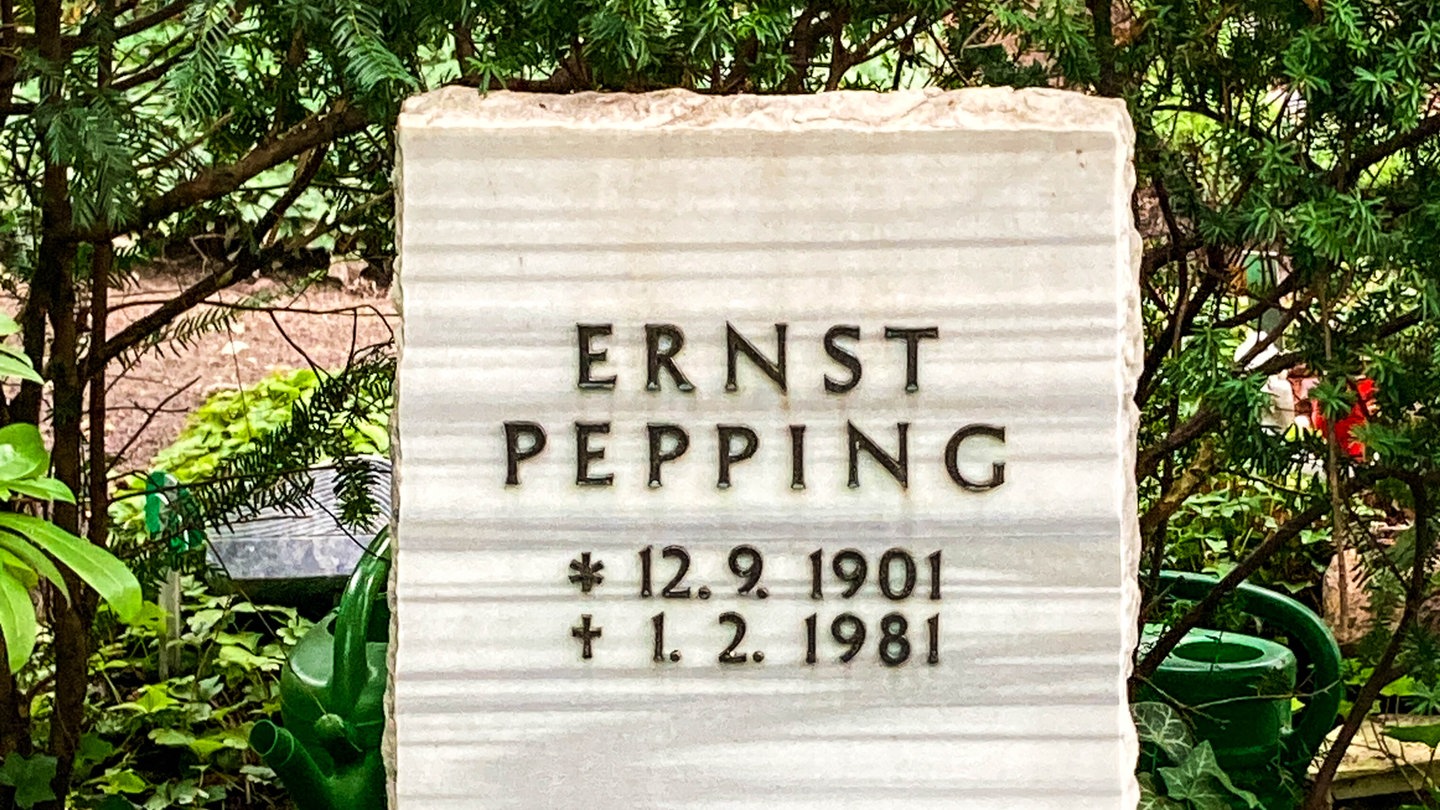 ERNST
PEPPING
* 12. 9. 1901
† 1. 2. 1981